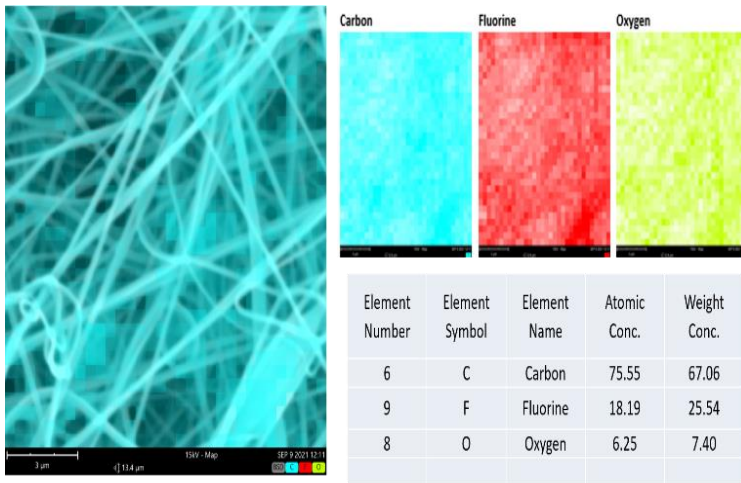 Carbon
Fluorine
Oxygen
Element Number
Element Symbol
Element Name
Atomic Conc.
Weight Conc.
6 C Carbon 75.55 67.06
9 F Fluorine 18.19 25.54
8 O Oxygen 6.25 7.40
15kV - Map
SEP 9 2021 12:11
3 µm
13.4 µm
BSD C F O